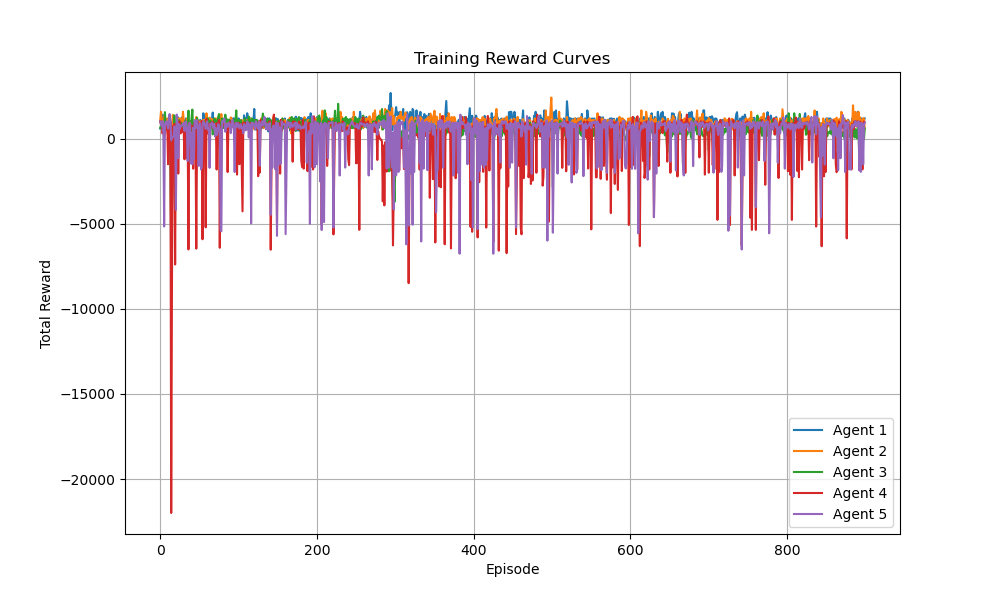 Training Reward Curves
Total Reward
0
−5000
−10000
−15000
−20000
0 200 400 600 800
Episode
Agent 1
Agent 2
Agent 3
Agent 4
Agent 5